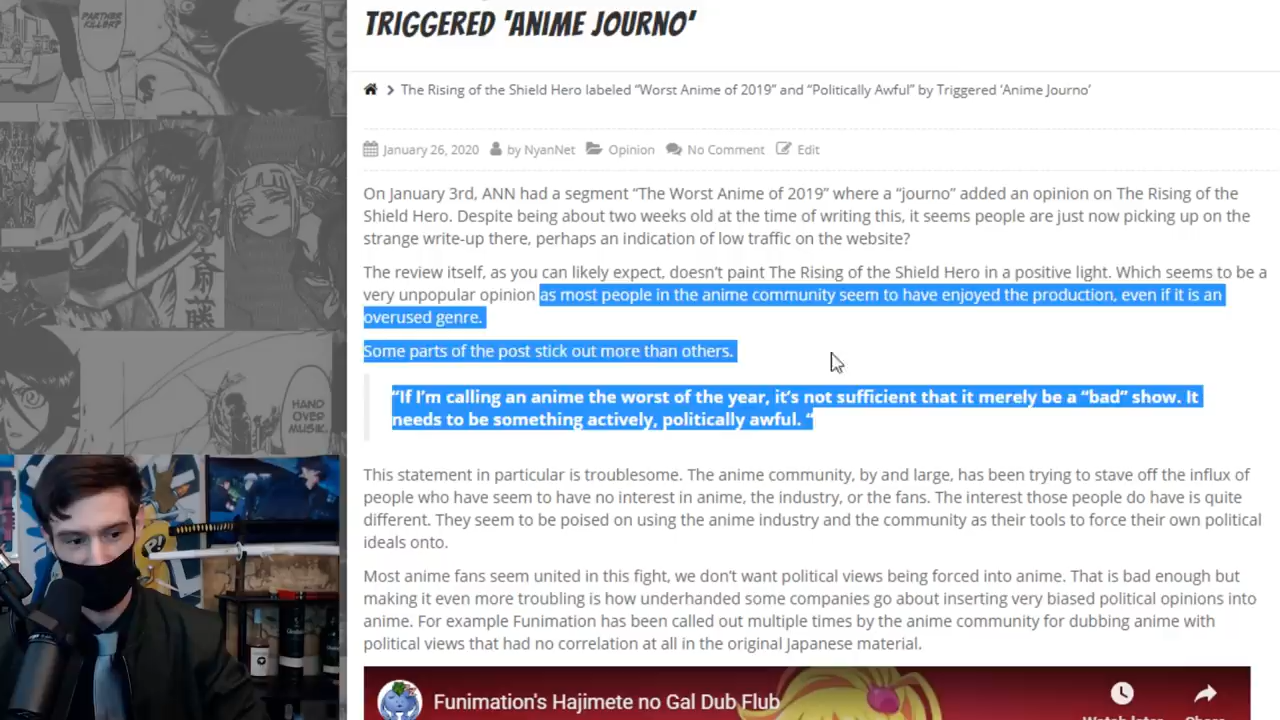 PARTNER
KILLER?
TRIGGERED 'ANIME JOURNO'
The Rising of the Shield Hero labeled “Worst Anime of 2019” and “Politically Awful” by Triggered ‘Anime Journo’
January 26, 2020 by NyanNet Opinion No Comment Edit
On January 3rd, ANN had a segment “The Worst Anime of 2019” where a “journo” added an opinion on The Rising of the
Shield Hero. Despite being about two weeks old at the time of writing this, it seems people are just now picking up on the
strange write-up there, perhaps an indication of low traffic on the website?
The review itself, as you can likely expect, doesn’t paint The Rising of the Shield Hero in a positive light. Which seems to be a
very unpopular opinion as most people in the anime community seem to have enjoyed the production, even if it is an
overused genre.
斎
藤
Some parts of the post stick out more than others.
“If I’m calling an anime the worst of the year, it’s not sufficient that it merely be a “bad” show. It
needs to be something actively, politically awful. “
HAND
OVER
MUSIK.
This statement in particular is troublesome. The anime community, by and large, has been trying to stave off the influx of
people who have seem to have no interest in anime, the industry, or the fans. The interest those people do have is quite
different. They seem to be poised on using the anime industry and the community as their tools to force their own political
ideals onto.
Most anime fans seem united in this fight, we don’t want political views being forced into anime. That is bad enough but
making it even more troubling is how underhanded some companies go about inserting very biased political opinions into
anime. For example Funimation has been called out multiple times by the anime community for dubbing anime with
political views that had no correlation at all in the original Japanese material.
Funimation's Hajimete no Gal Dub Flub
Watch later Share